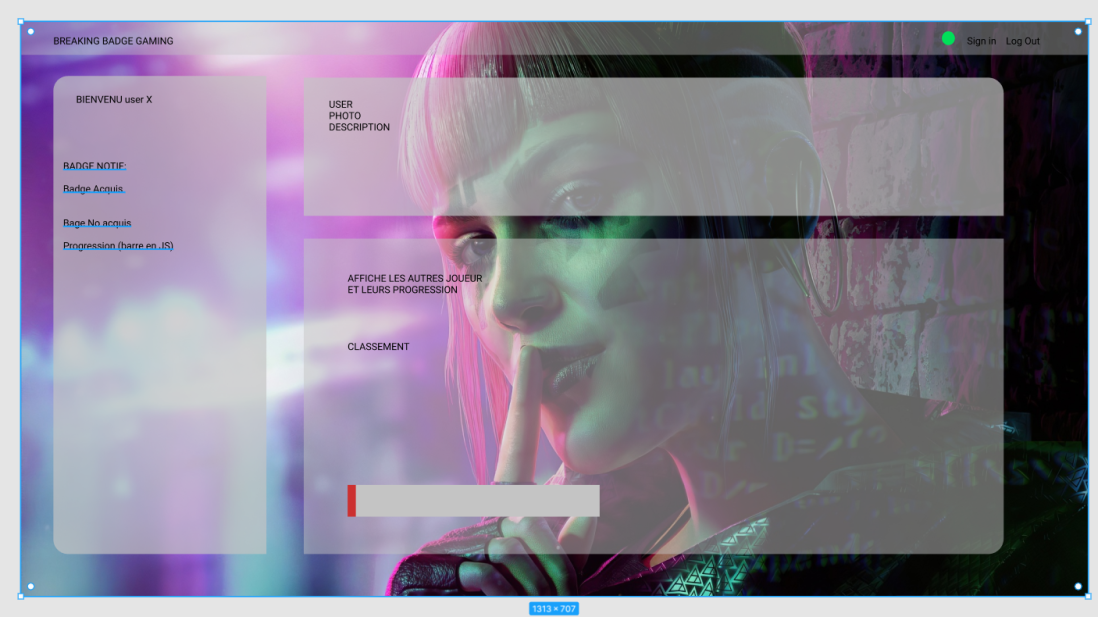 BREAKING BADGE GAMING
Sign in Log Out
BIENVENU user X
BADGE NOTIF:
Badge Acquis
Bage No acquis
Progression (barre en JS)
USER
PHOTO
DESCRIPTION
AFFICHE LES AUTRES JOUEUR
ET LEURS PROGRESSION
CLASSEMENT
1313 × 707